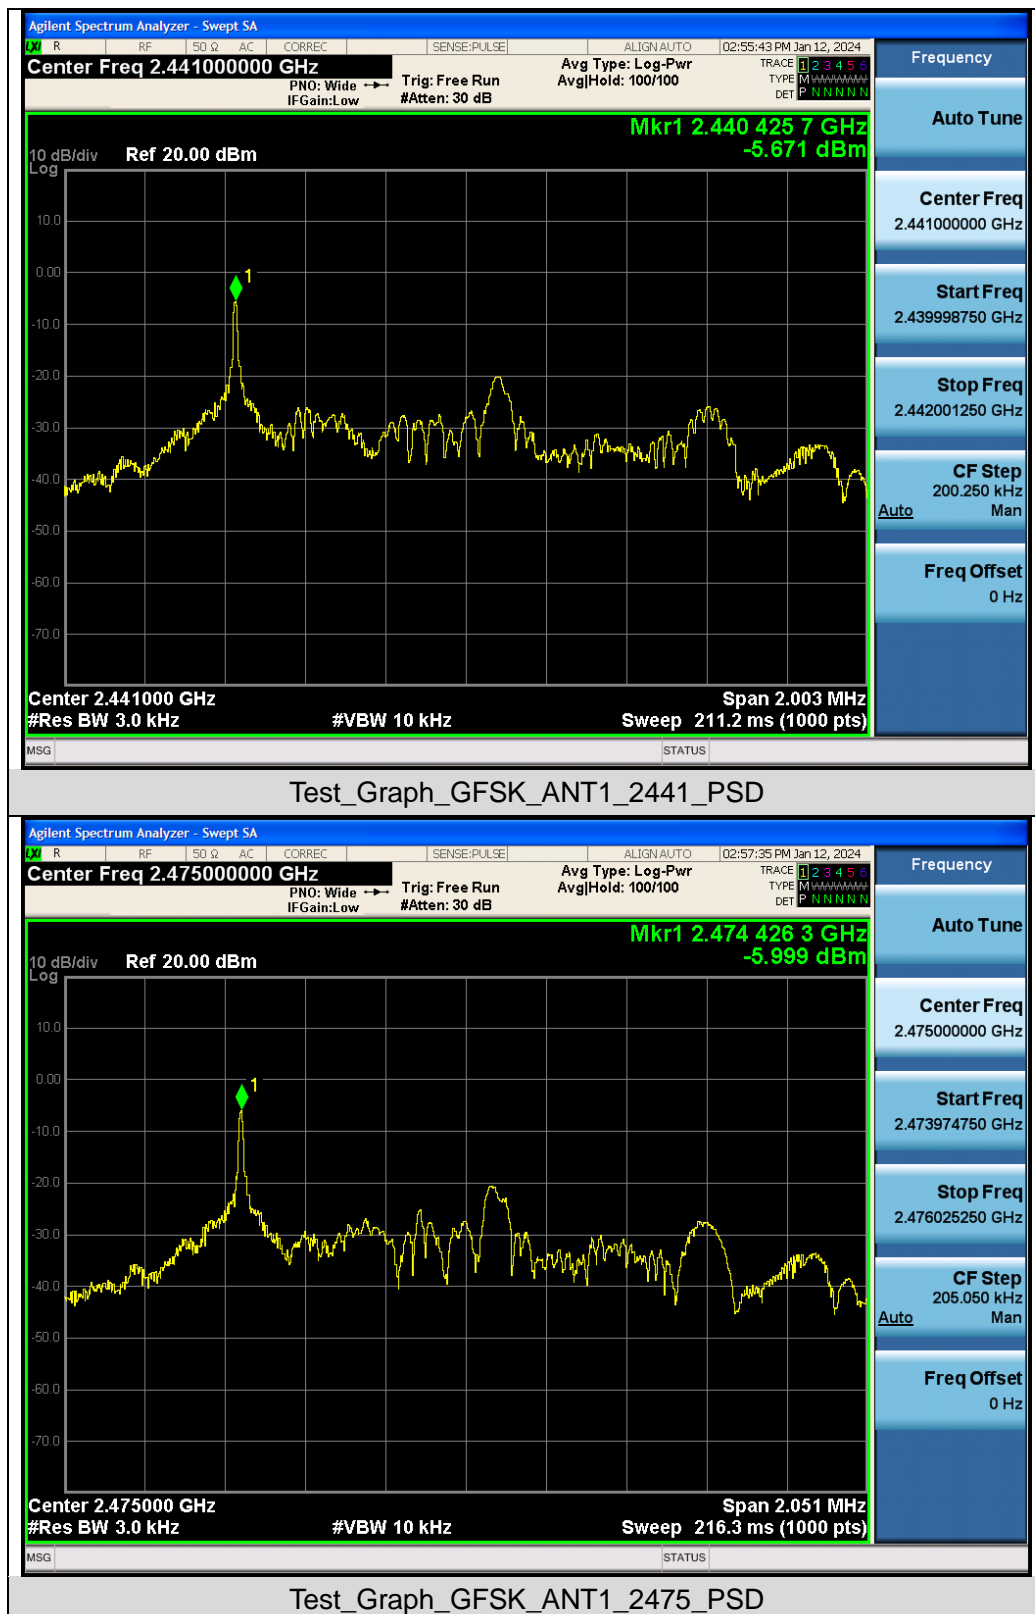 Agilent Spectrum Analyzer - Swept SA
LXI R RF 50 Ω AC CORREC SENSE:PULSE ALIGN AUTO 02:55:43 PM Jan 12, 2024
Center Freq 2.441000000 GHz
PNO: Wide
IFGain:Low
Trig: Free Run
#Atten: 30 dB
Avg Type: Log-Pwr
Avg|Hold: 100/100
TRACE 1 2 3 4 5 6
TYPE M
DET P N N N N N
Mkr1 2.440 425 7 GHz
-5.671 dBm
10 dB/div Ref 20.00 dBm
Log
10.0
0.00
-10.0
-20.0
-30.0
-40.0
-50.0
-60.0
-70.0
1
Center 2.441000 GHz Span 2.003 MHz
#Res BW 3.0 kHz #VBW 10 kHz Sweep 211.2 ms (1000 pts)
MSG STATUS
Frequency
Auto Tune
Center Freq
2.441000000 GHz
Start Freq
2.439998750 GHz
Stop Freq
2.442001250 GHz
CF Step
200.250 kHz
Auto Man
Freq Offset
0 Hz
Test_Graph_GFSK_ANT1_2441_PSD
Agilent Spectrum Analyzer - Swept SA
LXI R RF 50 Ω AC CORREC SENSE:PULSE ALIGN AUTO 02:57:35 PM Jan 12, 2024
Center Freq 2.475000000 GHz
PNO: Wide
IFGain:Low
Trig: Free Run
#Atten: 30 dB
Avg Type: Log-Pwr
Avg|Hold: 100/100
TRACE 1 2 3 4 5 6
TYPE M
DET P N N N N N
Mkr1 2.474 426 3 GHz
-5.999 dBm
10 dB/div Ref 20.00 dBm
Log
10.0
0.00
-10.0
-20.0
-30.0
-40.0
-50.0
-60.0
-70.0
1
Center 2.475000 GHz Span 2.051 MHz
#Res BW 3.0 kHz #VBW 10 kHz Sweep 216.3 ms (1000 pts)
MSG STATUS
Frequency
Auto Tune
Center Freq
2.475000000 GHz
Start Freq
2.473974750 GHz
Stop Freq
2.476025250 GHz
CF Step
205.050 kHz
Auto Man
Freq Offset
0 Hz
Test_Graph_GFSK_ANT1_2475_PSD